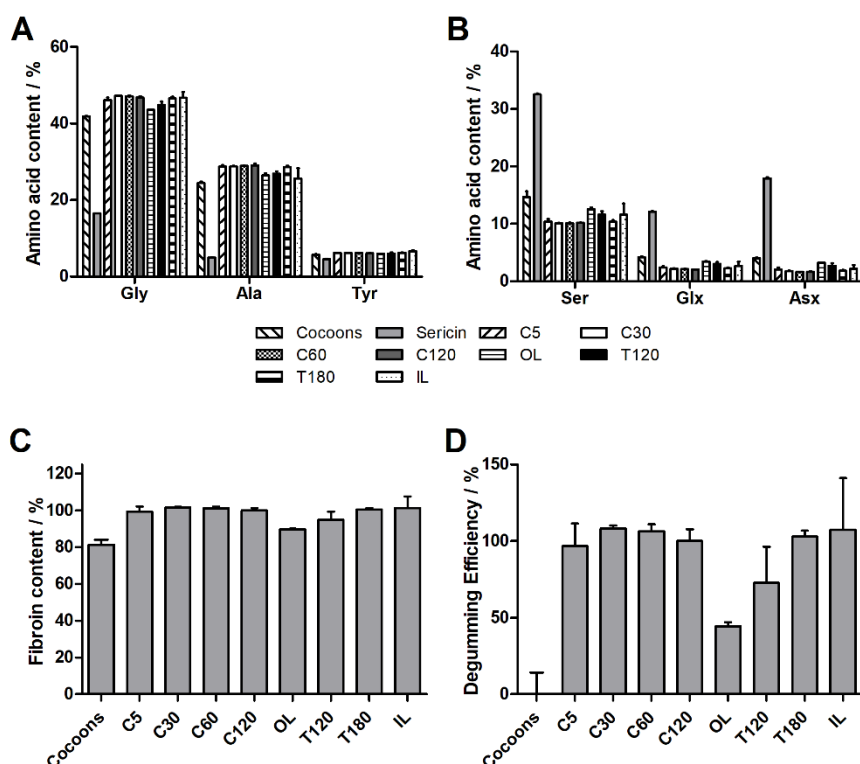 A
B
Amino acid content / %
60
40
20
0
Gly Ala Tyr
Amino acid content / %
40
30
20
10
0
Ser Glx Asx
Cocoons Sericin C5 C30
C60 C120 OL T120
T180 IL
C
D
Fibroin content / %
120
100
80
60
40
20
0
Cocoons C5 C30 C60 C120 OL T120 T180 IL
Degumming Efficiency / %
150
100
50
0
Cocoons C5 C30 C60 C120 OL T120 T180 IL